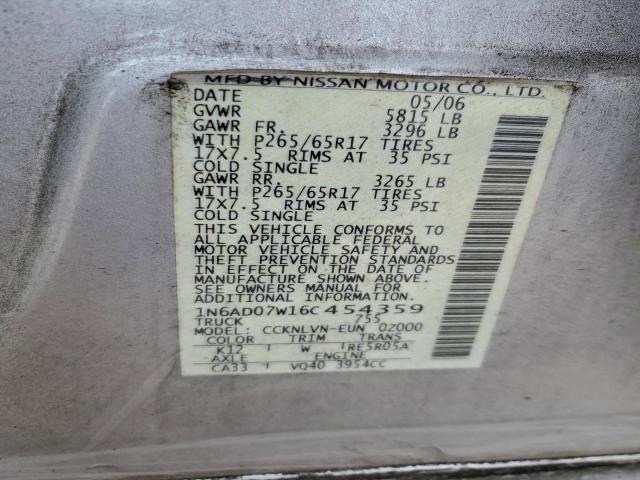 MFD BY NISSAN MOTOR CO., LTD.
DATE 05/06
GVWR 5815 LB
GAWR FR. 3296 LB
WITH P265/65R17 TIRES
17X7.5 RIMS AT 35 PSI
COLD SINGLE
GAWR RR. 3265 LB
WITH P265/65R17 TIRES
17X7.5 RIMS AT 35 PSI
COLD SINGLE
THIS VEHICLE CONFORMS TO
ALL APPLICABLE FEDERAL
MOTOR VEHICLE SAFETY AND
THEFT PREVENTION STANDARDS
IN EFFECT ON THE DATE OF
MANUFACTURE SHOWN ABOVE.
SEE OWNERS MANUAL FOR
ADDITIONAL INFORMATION
1N6AD07W16C454359
TRUCK 755
MODEL: CCKNLVN-EUN 0Z000
COLOR TRIM TRANS
K12 W RE5R05A
AXLE ENGINE
CA33 VQ40 3954CC